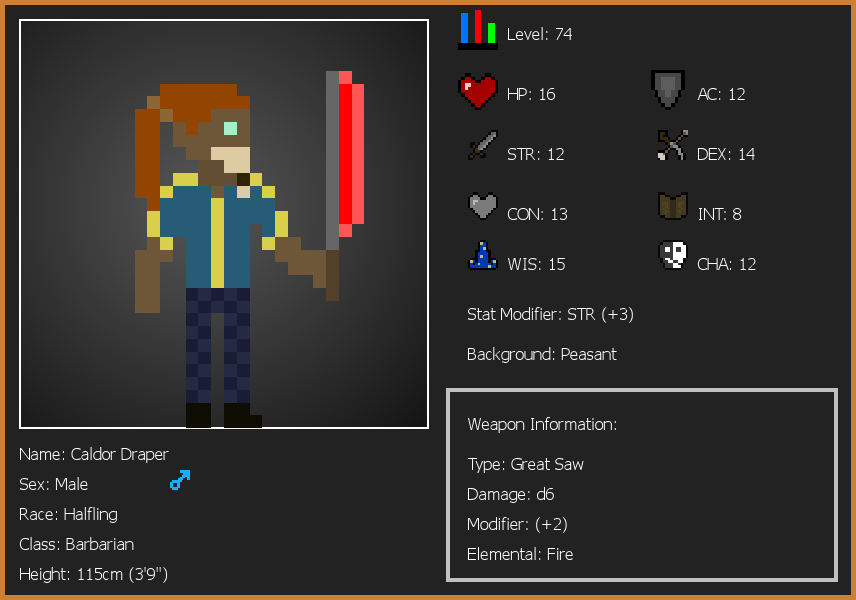 Level: 74
HP: 16
AC: 12
STR: 12
DEX: 14
CON: 13
INT: 8
WIS: 15
CHA: 12
Stat Modifier: STR (+3)
Background: Peasant
Weapon Information:
Type: Great Saw
Damage: d6
Modifier: (+2)
Elemental: Fire
Name: Caldor Draper
Sex: Male
Race: Halfling
Class: Barbarian
Height: 115cm (3'9")